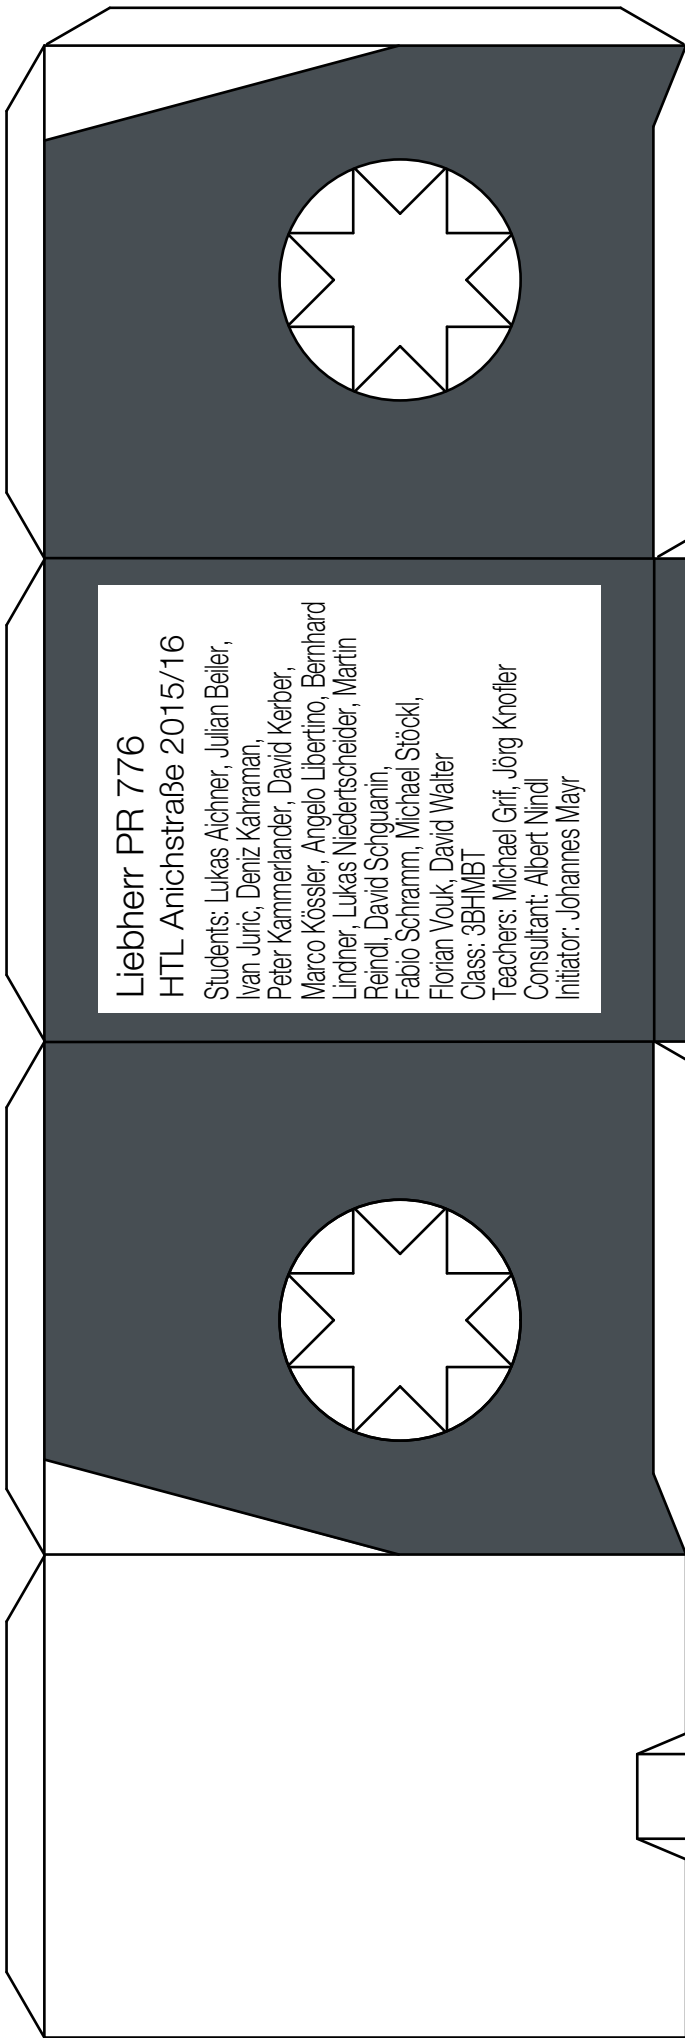 Liebherr PR 776
HTL Anichstraße 2015/16
Students: Lukas Aichner, Julian Beiler,
Ivan Juric, Deniz Kahraman,
Peter Kammerlander, David Kerber,
Marco Kössler, Angelo Libertino, Bernhard
Lindner, Lukas Niedertscheider, Martin
Reindl, David Schguanin,
Fabio Schramm, Michael Stöckl,
Florian Vouk, David Walter
Class: 3BHMBT
Teachers: Michael Grif, Jörg Knofler
Consultant: Albert Nindl
Initiator: Johannes Mayr